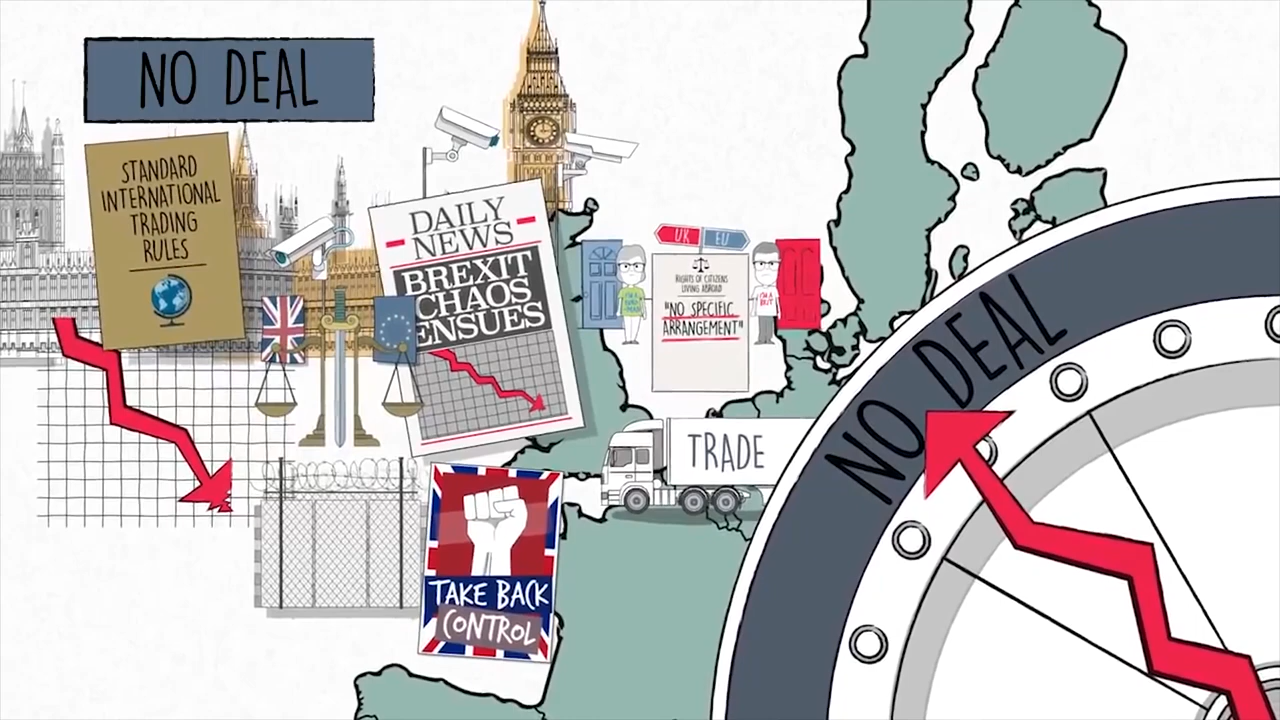 NO DEAL
STANDARD
INTERNATIONAL
TRADING
RULES
DAILY
NEWS
BREXIT
CHAOS
ENSUES
UK
EU
RIGHTS OF CITIZENS
LIVING ABROAD
"NO SPECIFIC
ARRANGEMENT"
I'M A
BRIT
TRADE
NO DEAL
TAKE BACK
CONTROL